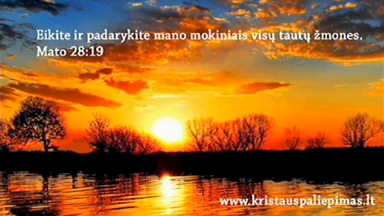 Eikite ir padarykite mano mokiniais visų tautų žmones.
Mato 28:19
www.kristauspaliepimas.lt